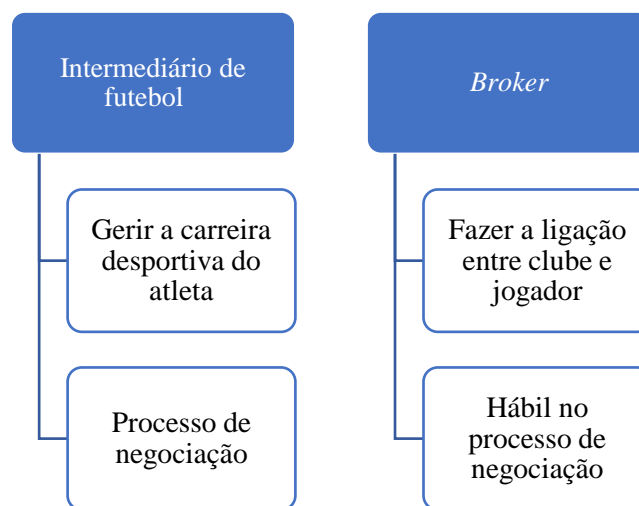 Intermediário de
futebol
Gerir a carreira
desportiva do
atleta
Processo de
negociação
Broker
Fazer a ligação
entre clube e
jogador
Hábil no
processo de
negociação